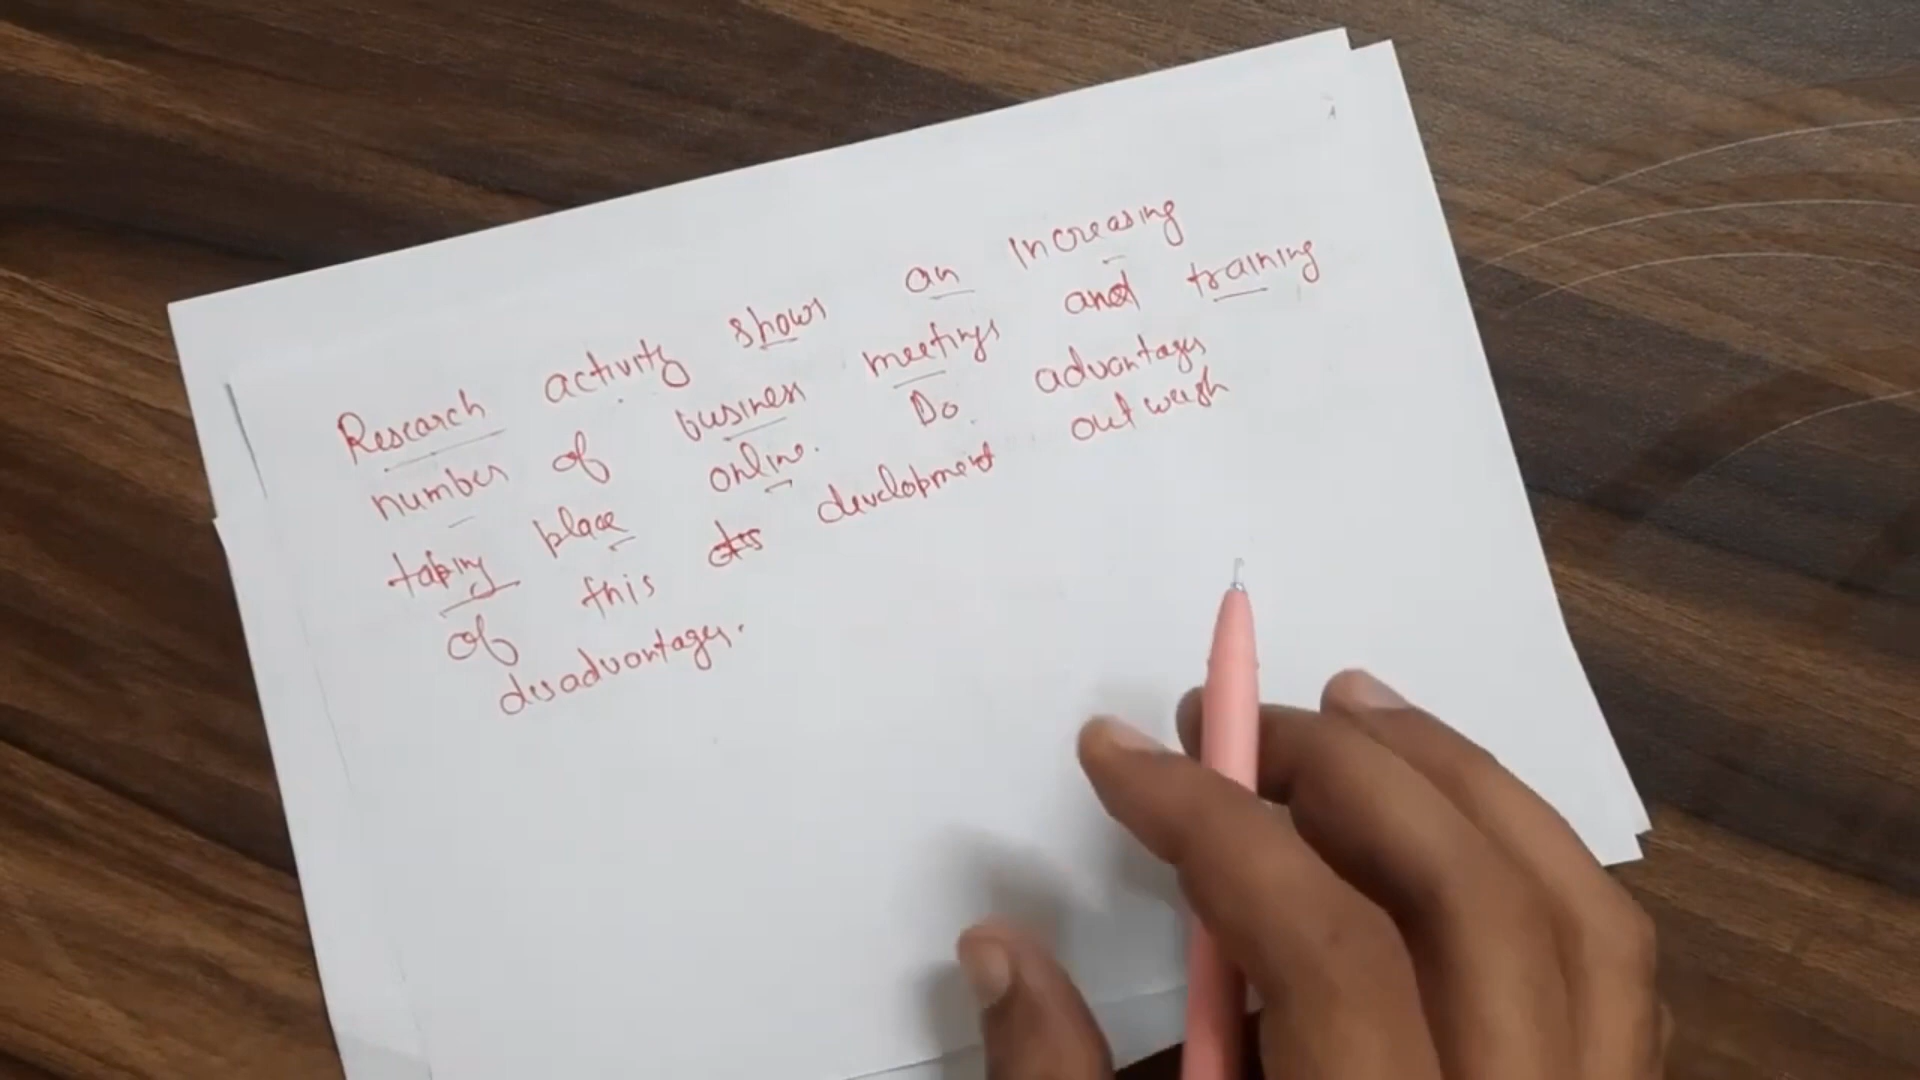 Research activity shows an increasing
number of business meetings and training
taking place online. Do advantages
of this development outweigh
disadvantages.